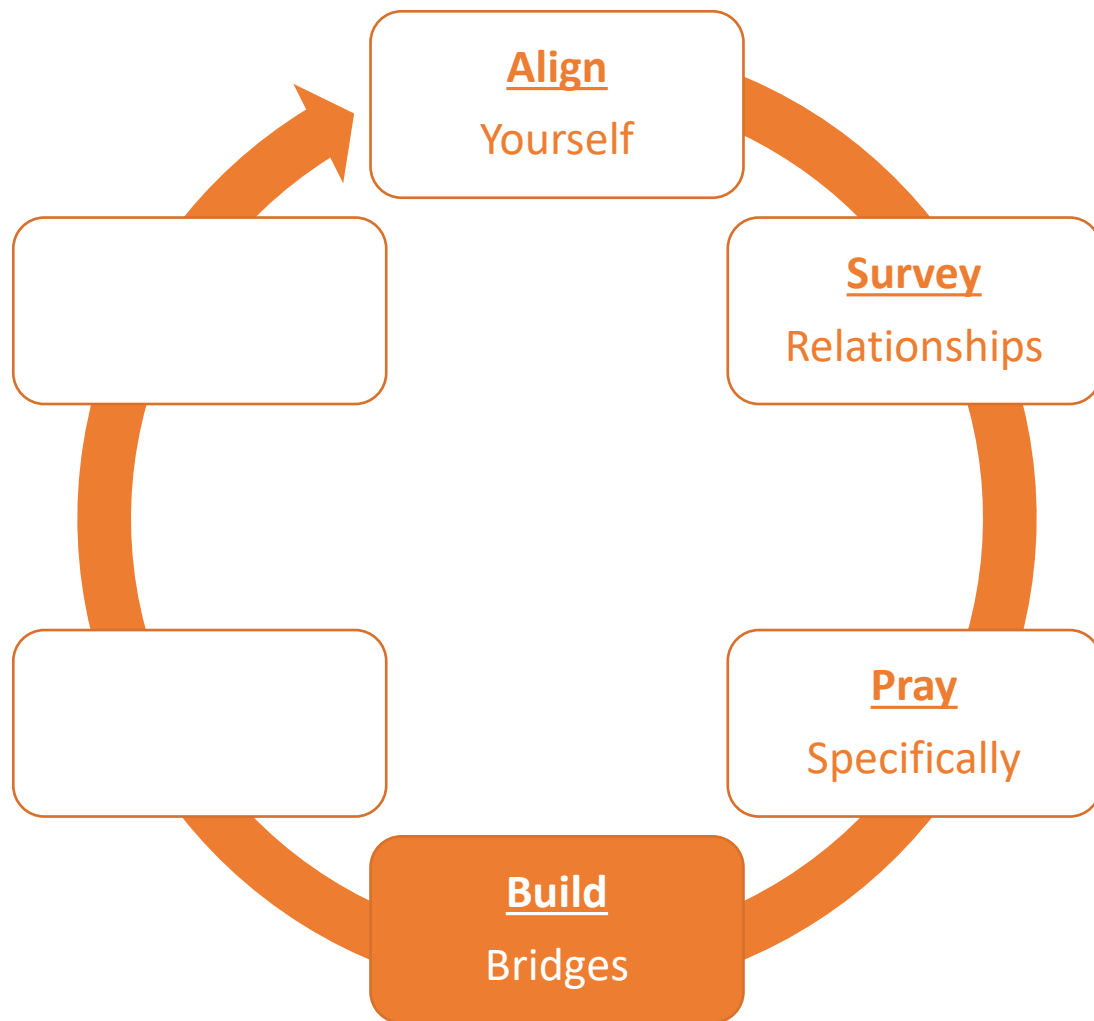 Align
Yourself
Survey
Relationships
Pray
Specifically
Build
Bridges